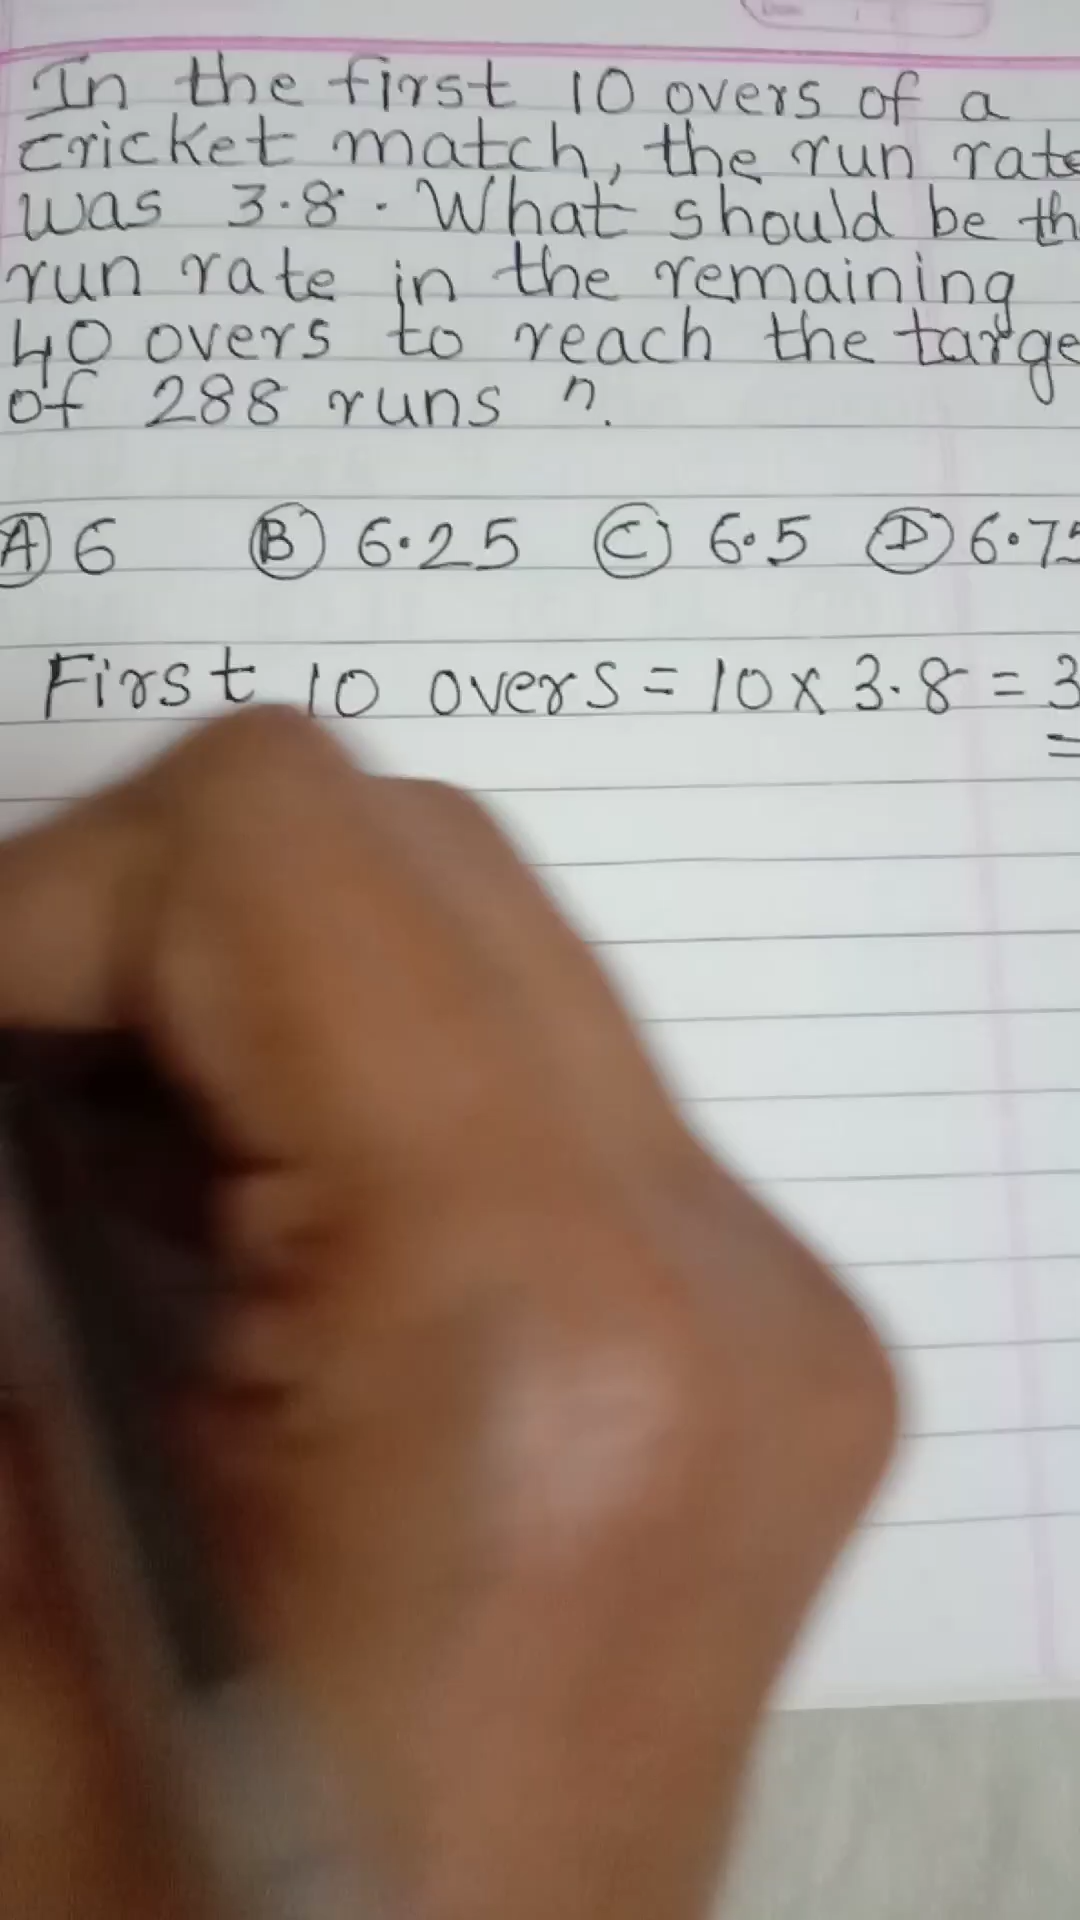 In the first 10 overs of a
cricket match, the run rate
was 3.8. What should be th
run rate in the remaining
40 overs to reach the targe
of 288 runs ?.
A 6 B 6.25 C 6.5 D 6.75
First 10 overs = 10 x 3.8 = 3